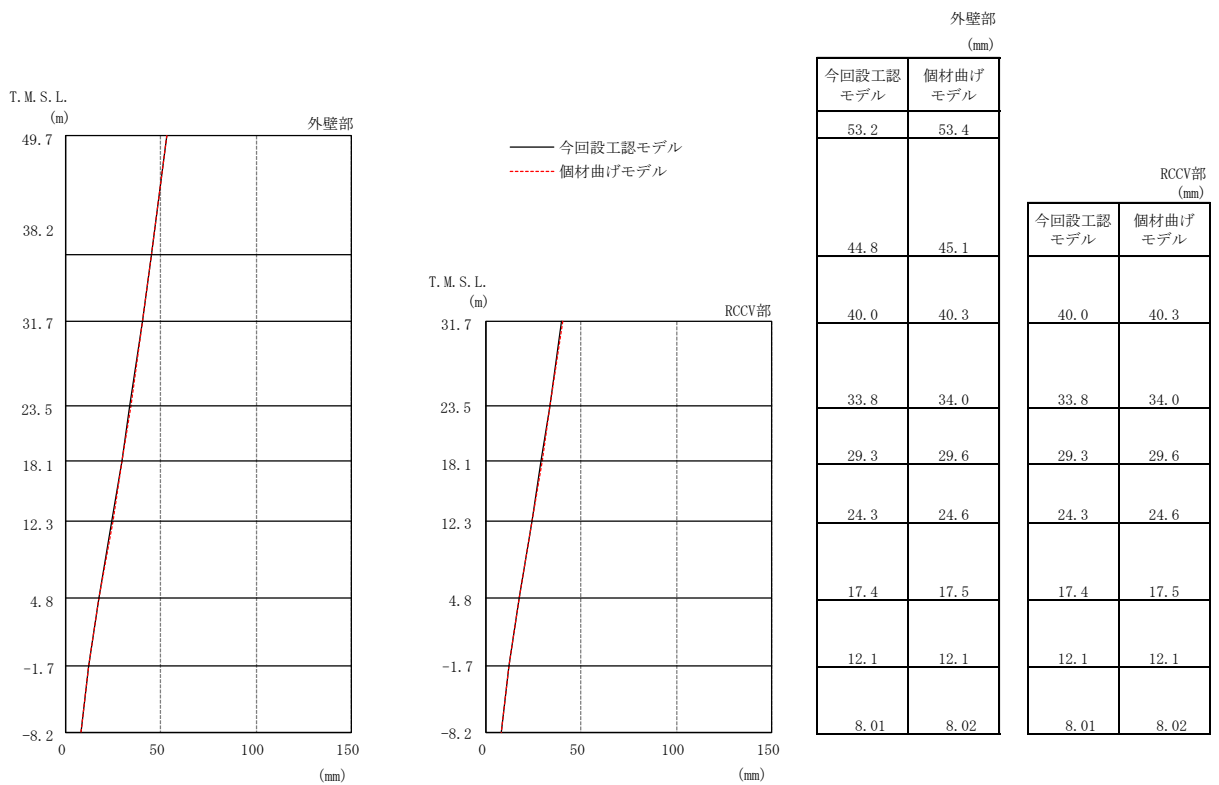 T.M.S.L.
(m)
外壁部
49.7
38.2
31.7
23.5
18.1
12.3
4.8
-1.7
-8.2
0 50 100 150
(mm)
今回設工認モデル
個材曲げモデル
T.M.S.L.
(m)
RCCV部
31.7
23.5
18.1
12.3
4.8
-1.7
-8.2
0 50 100 150
(mm)
外壁部
(mm)
今回設工認 個材曲げ
モデル モデル
53.2 53.4
44.8 45.1
40.0 40.3
33.8 34.0
29.3 29.6
24.3 24.6
17.4 17.5
12.1 12.1
8.01 8.02
RCCV部
(mm)
今回設工認 個材曲げ
モデル モデル
40.0 40.3
33.8 34.0
29.3 29.6
24.3 24.6
17.4 17.5
12.1 12.1
8.01 8.02